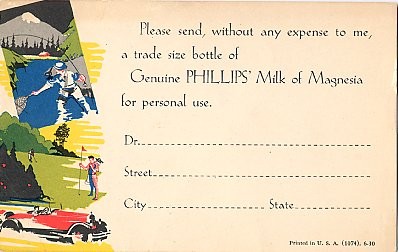 Please send, without any expense to me,
a trade size bottle of
Genuine PHILLIPS' Milk of Magnesia
for personal use.
Dr.
Street
City State
Printed in U. S. A. (1174). 6-30